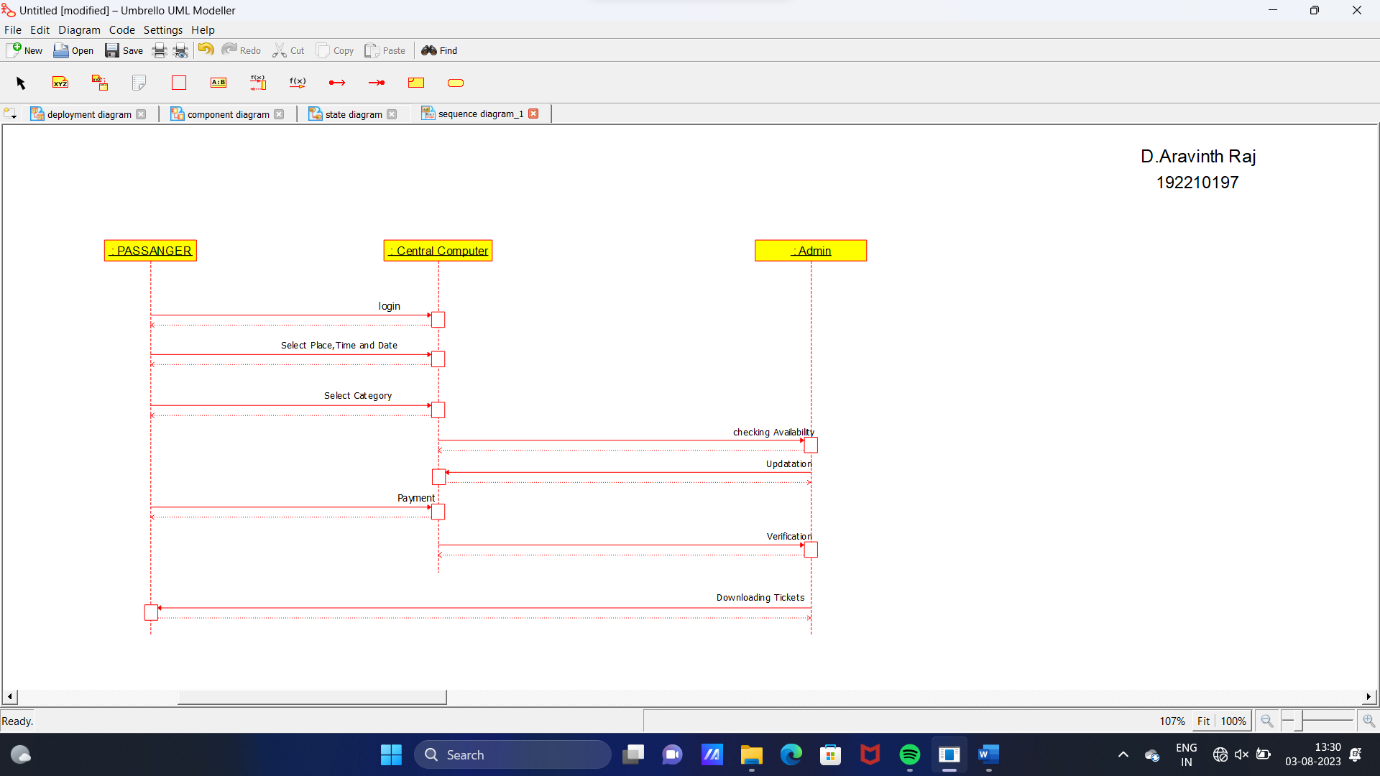 Untitled [modified] – Umbrello UML Modeller
File Edit Diagram Code Settings Help
New Open Save Redo Cut Copy Paste Find
XYZ A:B f(x) f(x)
deployment diagram component diagram state diagram sequence diagram_1
D.Aravinth Raj
192210197
: PASSANGER : Central Computer : Admin
login
Select Place,Time and Date
Select Category
checking Availability
Updatation
Payment
Verification
Downloading Tickets
Ready. 107% Fit 100%
Search ENG IN 13:30 03-08-2023